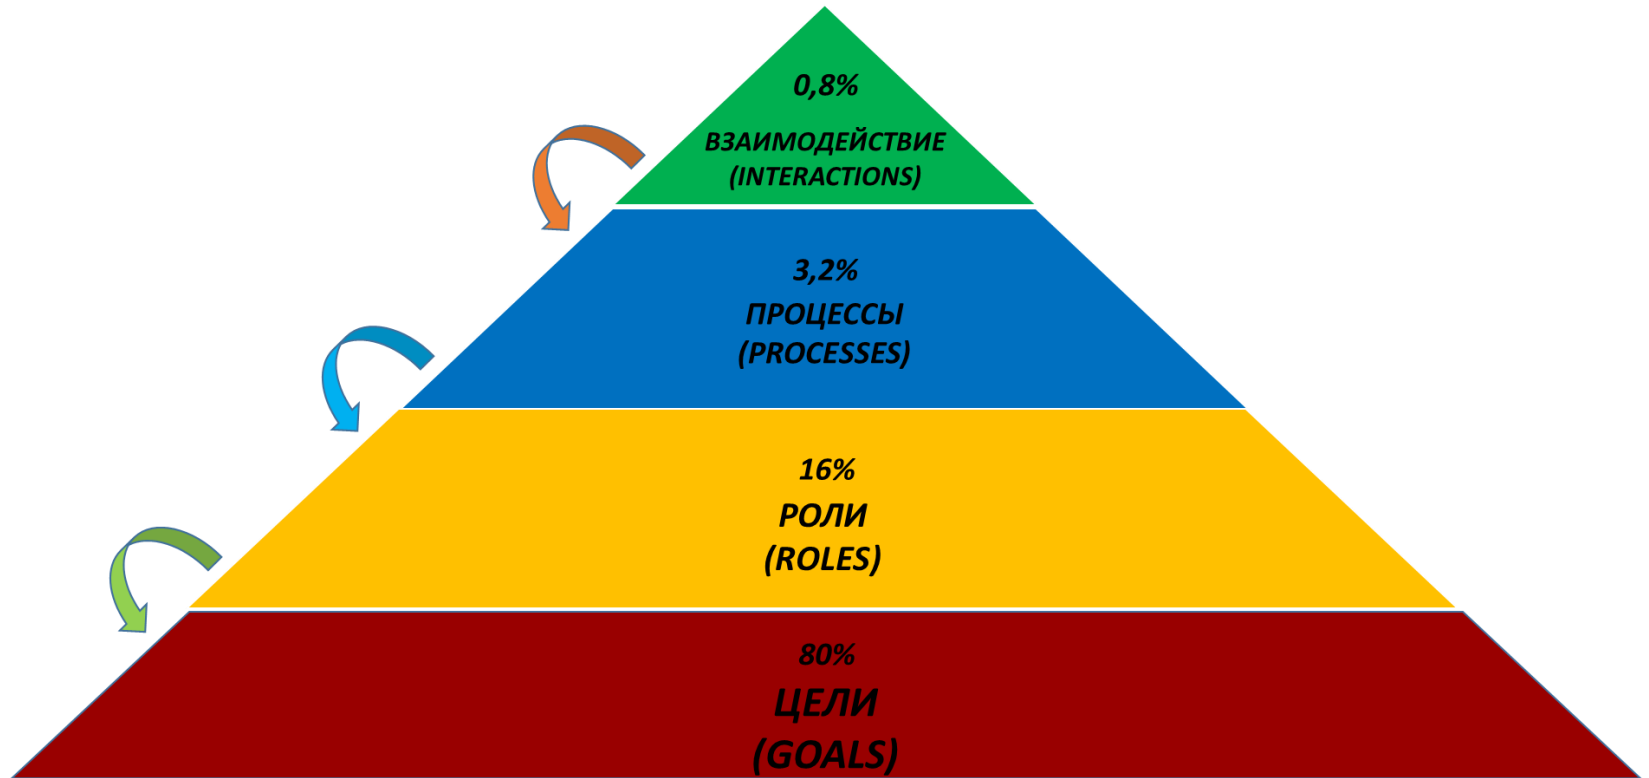 0,8%
ВЗАИМОДЕЙСТВИЕ
(INTERACTIONS)
3,2%
ПРОЦЕССЫ
(PROCESSES)
16%
РОЛИ
(ROLES)
80%
ЦЕЛИ
(GOALS)